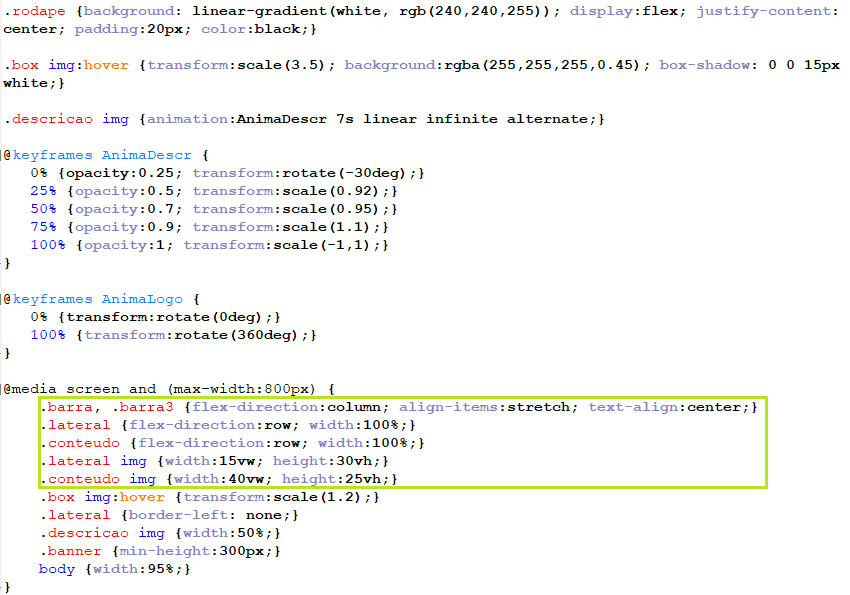 .rodape {background: linear-gradient(white, rgb(240,240,255)); display:flex; justify-content:
center; padding:20px; color:black;}
.box img:hover {transform:scale(3.5); background:rgba(255,255,255,0.45); box-shadow: 0 0 15px
white;}
.descricao img {animation:AnimaDescr 7s linear infinite alternate;}
@keyframes AnimaDescr {
0% {opacity:0.25; transform:rotate(-30deg);}
25% {opacity:0.5; transform:scale(0.92);}
50% {opacity:0.7; transform:scale(0.95);}
75% {opacity:0.9; transform:scale(1.1);}
100% {opacity:1; transform:scale(-1,1);}
}
@keyframes AnimaLogo {
0% {transform:rotate(0deg);}
100% {transform:rotate(360deg);}
}
@media screen and (max-width:800px) {
.barra, .barra3 {flex-direction:column; align-items:stretch; text-align:center;}
.lateral {flex-direction:row; width:100%;}
.conteudo {flex-direction:row; width:100%;}
.lateral img {width:15vw; height:30vh;}
.conteudo img {width:40vw; height:25vh;}
.box img:hover {transform:scale(1.2);}
.lateral {border-left: none;}
.descricao img {width:50%;}
.banner {min-height:300px;}
body {width:95%;}
}